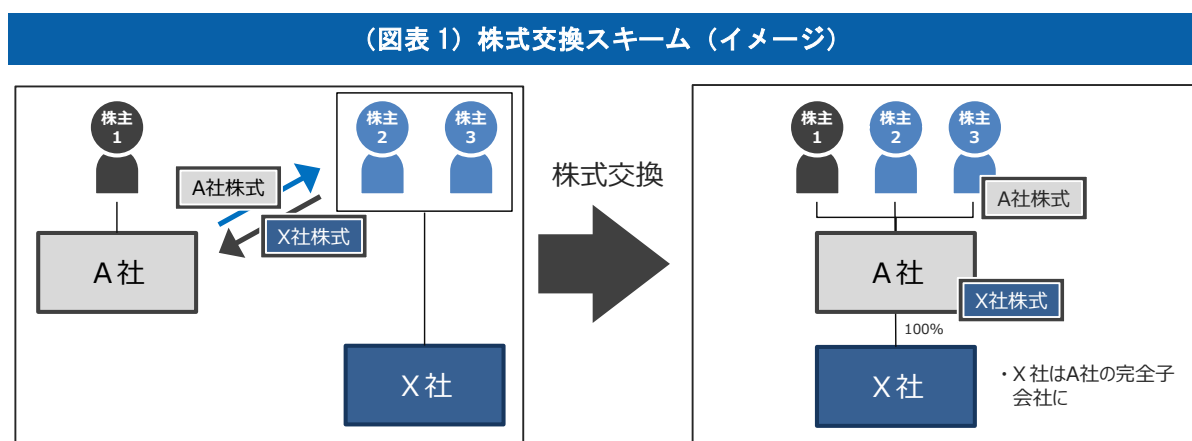 （図表 1）株式交換スキーム（イメージ）
株主
1
株主
2
株主
3
A社株式
X社株式
A社
X社
株式交換
株主
1
株主
2
株主
3
A社株式
A社
X社株式
100%
X社
・X社はA社の完全子
会社に